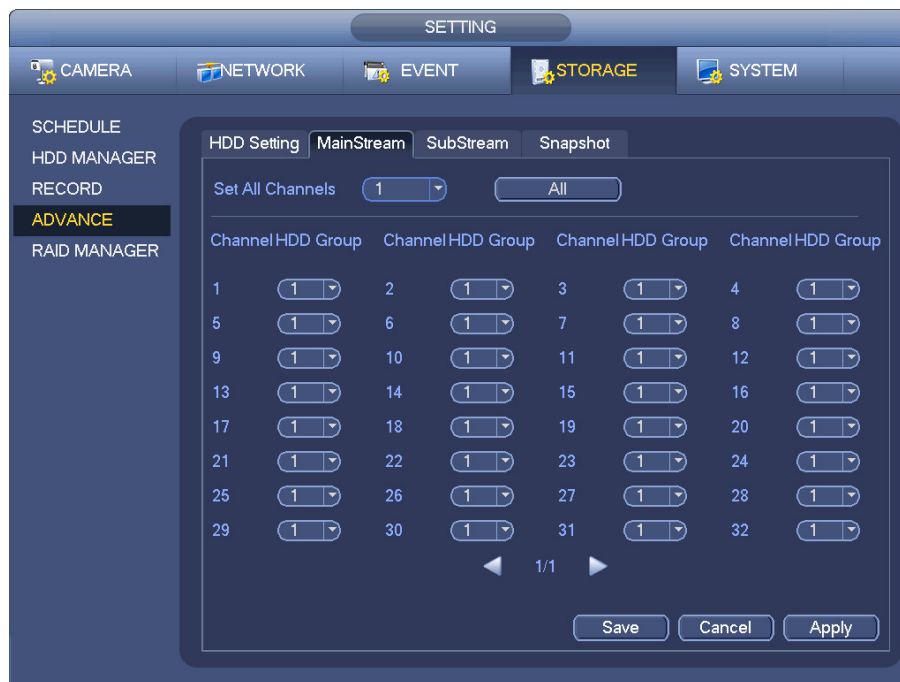 SETTING
CAMERA NETWORK EVENT STORAGE SYSTEM
SCHEDULE
HDD MANAGER
RECORD
ADVANCE
RAID MANAGER
HDD Setting MainStream SubStream Snapshot
Set All Channels 1 All
Channel HDD Group Channel HDD Group Channel HDD Group Channel HDD Group
1 1 2 1 3 1 4 1
5 1 6 1 7 1 8 1
9 1 10 1 11 1 12 1
13 1 14 1 15 1 16 1
17 1 18 1 19 1 20 1
21 1 22 1 23 1 24 1
25 1 26 1 27 1 28 1
29 1 30 1 31 1 32 1
1/1
Save Cancel Apply